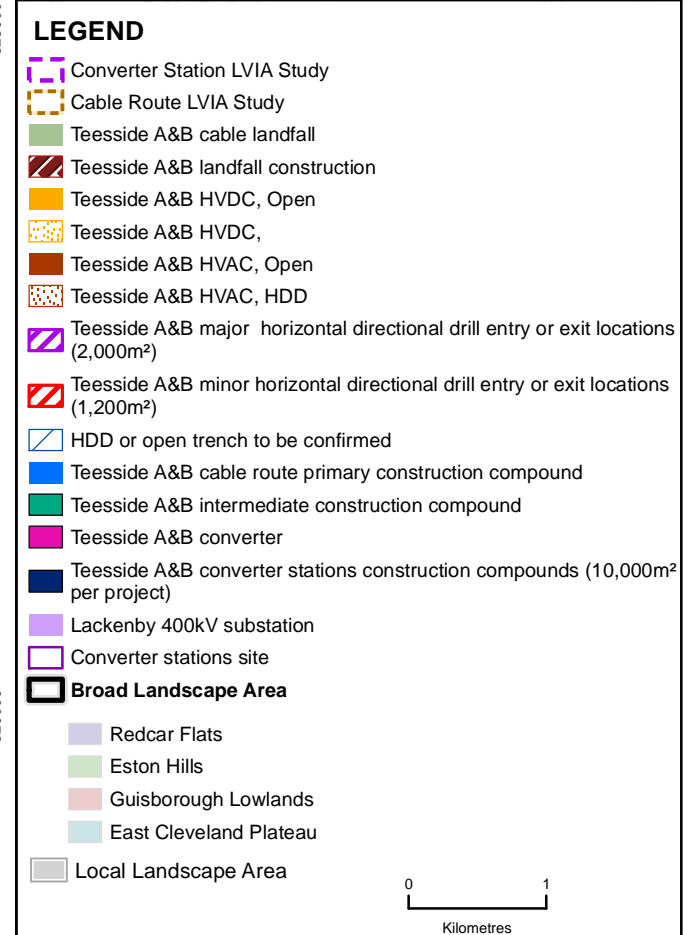 LEGEND
Converter Station LVIA Study
Cable Route LVIA Study
Teesside A&B cable landfall
Teesside A&B landfall construction
Teesside A&B HVDC, Open
Teesside A&B HVDC,
Teesside A&B HVAC, Open
Teesside A&B HVAC, HDD
Teesside A&B major  horizontal directional drill entry or exit locations
(2,000m²)
Teesside A&B minor horizontal directional drill entry or exit locations
(1,200m²)
HDD or open trench to be confirmed
Teesside A&B cable route primary construction compound
Teesside A&B intermediate construction compound
Teesside A&B converter
Teesside A&B converter stations construction compounds (10,000m²
per project)
Lackenby 400kV substation
Converter stations site
Broad Landscape Area
Redcar Flats
Eston Hills
Guisborough Lowlands
East Cleveland Plateau
Local Landscape Area
0 1
Kilometres